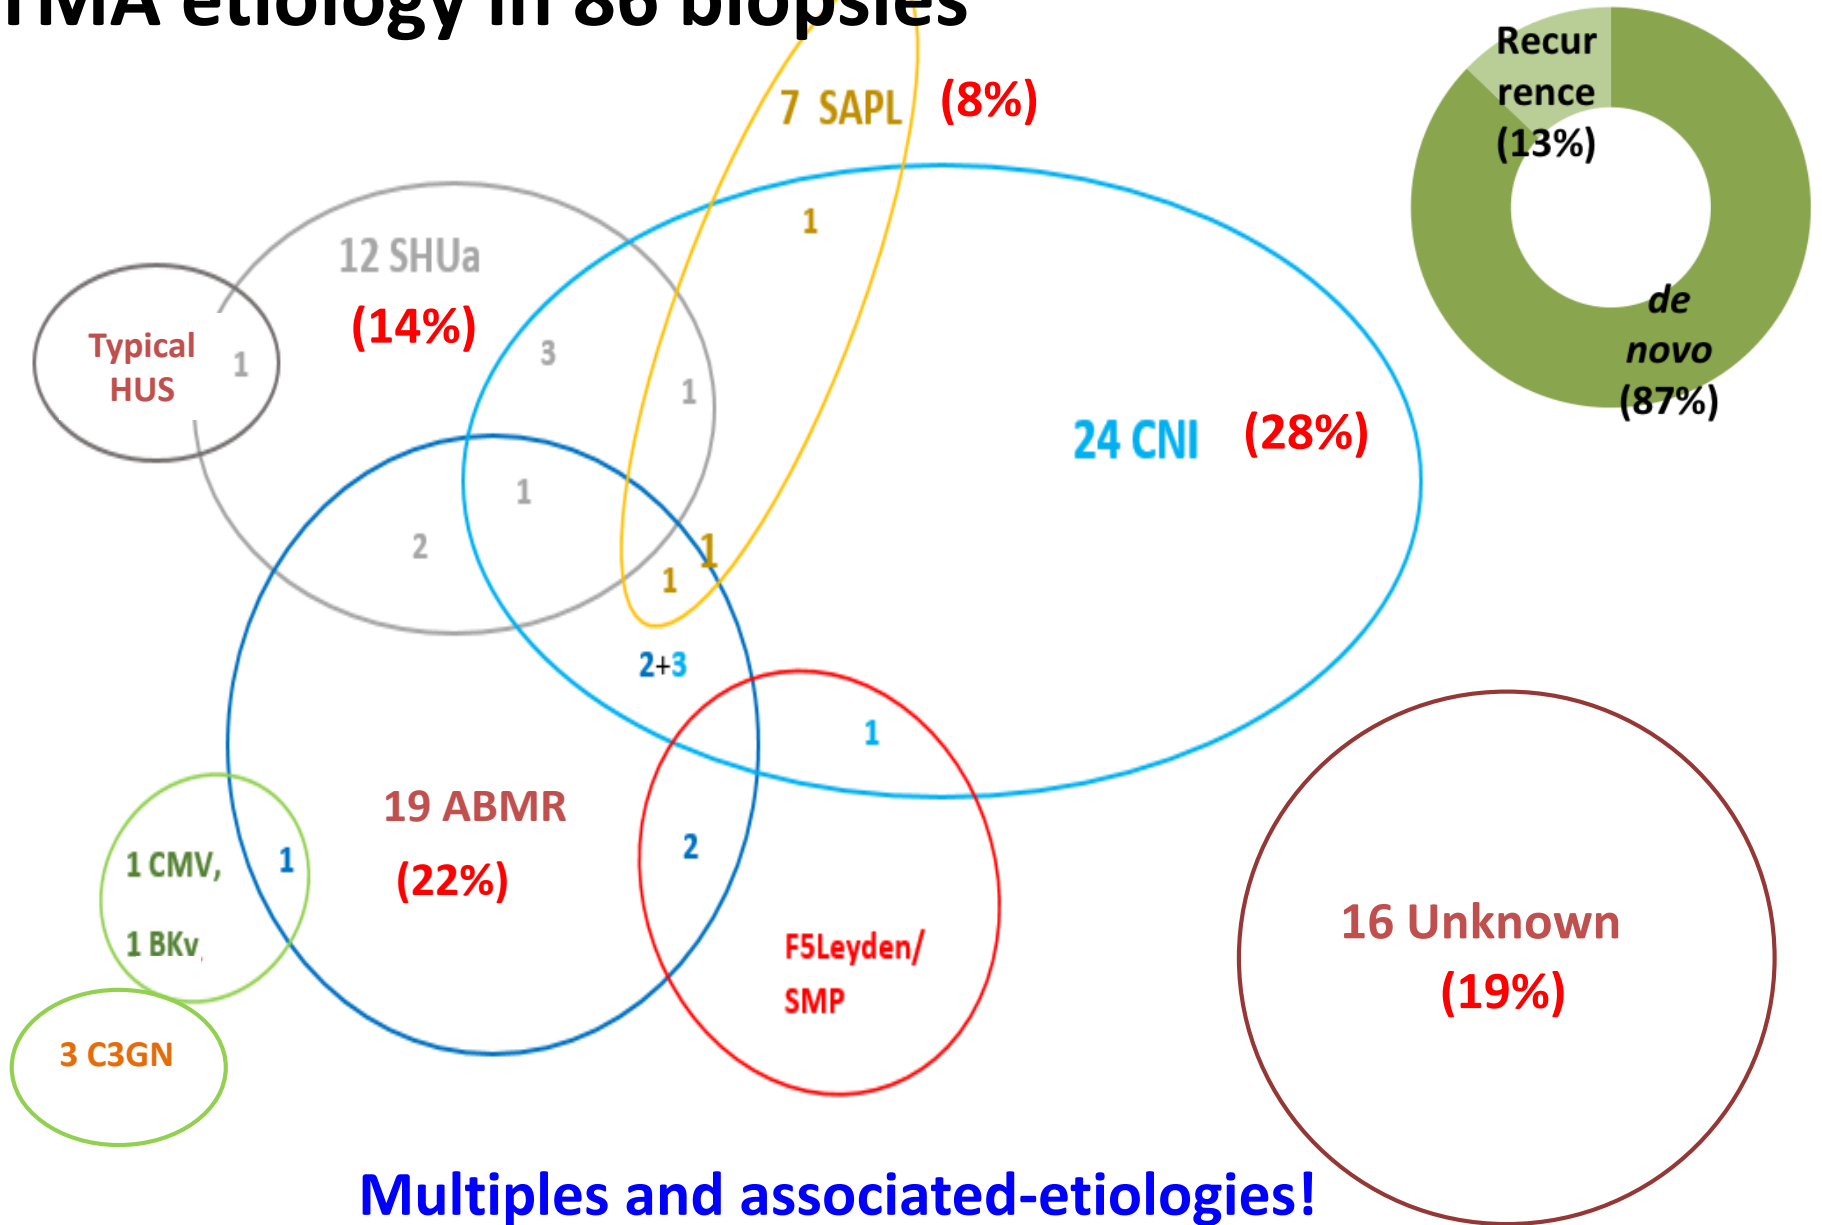 TMA etiology in 86 biopsies
Recur
rence
(13%)
7 SAPL (8%)
1
12 SHUa
(14%)
de
novo
(87%)
Typical
HUS
1
3
1
24 CNI (28%)
1
2
1
1
2+3
1
19 ABMR
(22%)
2
1 CMV,
1 BKv,
1
F5Leyden/
SMP
16 Unknown
(19%)
3 C3GN
Multiples and associated-etiologies!